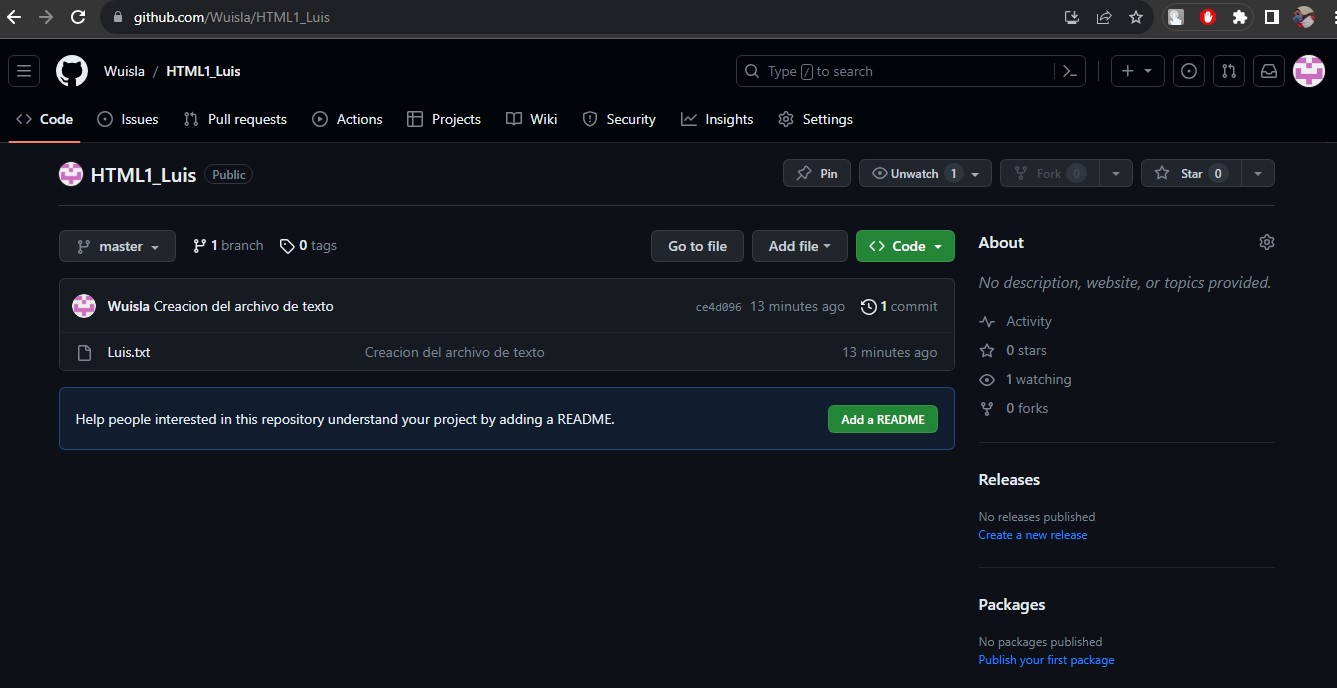 github.com/Wuisla/HTML1_Luis
Wuisla / HTML1_Luis
Type / to search
Code Issues Pull requests Actions Projects Wiki Security Insights Settings
HTML1_Luis Public
Pin Unwatch 1 Fork 0 Star 0
master 1 branch 0 tags Go to file Add file Code
Wuisla Creacion del archivo de texto ce4d096 13 minutes ago 1 commit
Luis.txt Creacion del archivo de texto 13 minutes ago
Help people interested in this repository understand your project by adding a README. Add a README
About
No description, website, or topics provided.
Activity
0 stars
1 watching
0 forks
Releases
No releases published
Create a new release
Packages
No packages published
Publish your first package